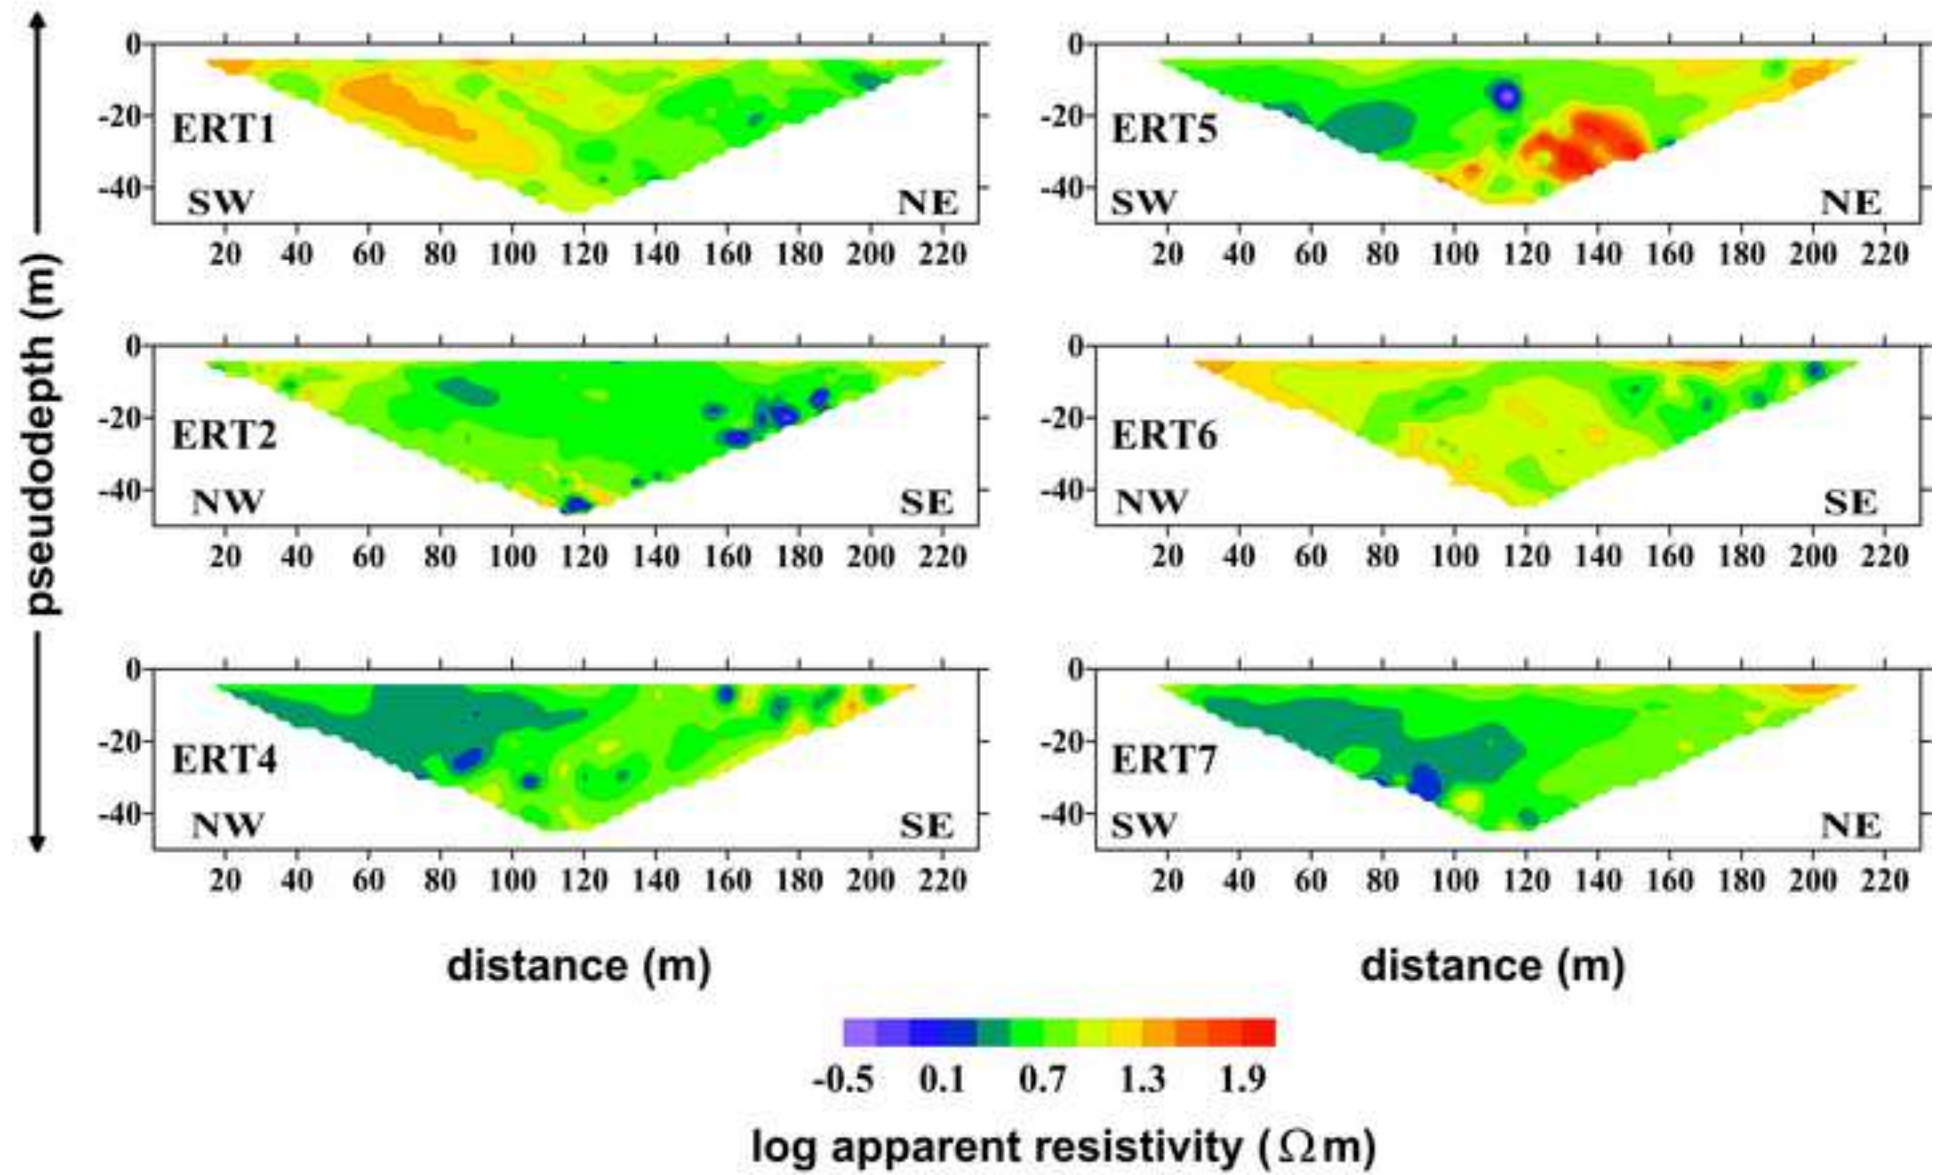 pseudodepth (m)
0
-20
-40
ERT1
SW
NE
20 40 60 80 100 120 140 160 180 200 220
0
-20
-40
ERT5
SW
NE
20 40 60 80 100 120 140 160 180 200 220
0
-20
-40
ERT2
NW
SE
20 40 60 80 100 120 140 160 180 200 220
0
-20
-40
ERT6
NW
SE
20 40 60 80 100 120 140 160 180 200 220
0
-20
-40
ERT4
NW
SE
20 40 60 80 100 120 140 160 180 200 220
0
-20
-40
ERT7
SW
NE
20 40 60 80 100 120 140 160 180 200 220
distance (m)
distance (m)
-0.5 0.1 0.7 1.3 1.9
log apparent resistivity (Ωm)